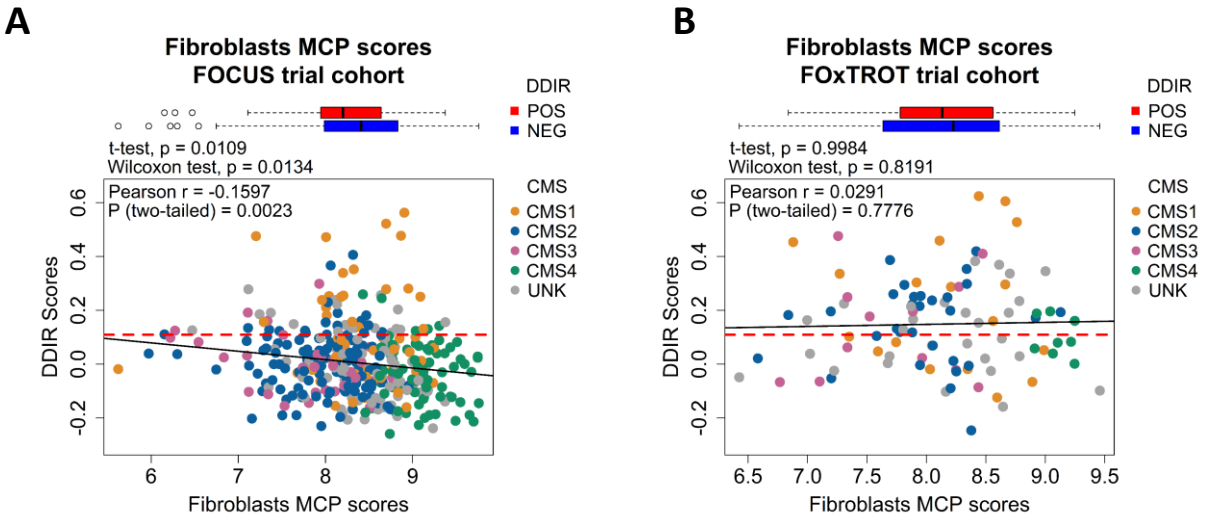 A
Fibroblasts MCP scores
FOCUS trial cohort
DDIR
POS
NEG
t-test, p = 0.0109
Wilcoxon test, p = 0.0134
Pearson r = -0.1597
P (two-tailed) = 0.0023
CMS
CMS1
CMS2
CMS3
CMS4
UNK
DDIR Scores
0.6
0.4
0.2
0.0
-0.2
6 7 8 9
Fibroblasts MCP scores
B
Fibroblasts MCP scores
FOxTROT trial cohort
DDIR
POS
NEG
t-test, p = 0.9984
Wilcoxon test, p = 0.8191
Pearson r = 0.0291
P (two-tailed) = 0.7776
CMS
CMS1
CMS2
CMS3
CMS4
UNK
DDIR Scores
0.6
0.4
0.2
0.0
-0.2
6.5 7.0 7.5 8.0 8.5 9.0 9.5
Fibroblasts MCP scores